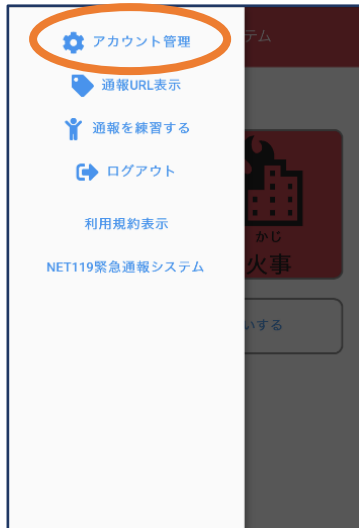 アカウント管理
テム
通報URL表示
通報を練習する
ログアウト
利用規約表示
NET119緊急通報システム
かじ
火事
いする